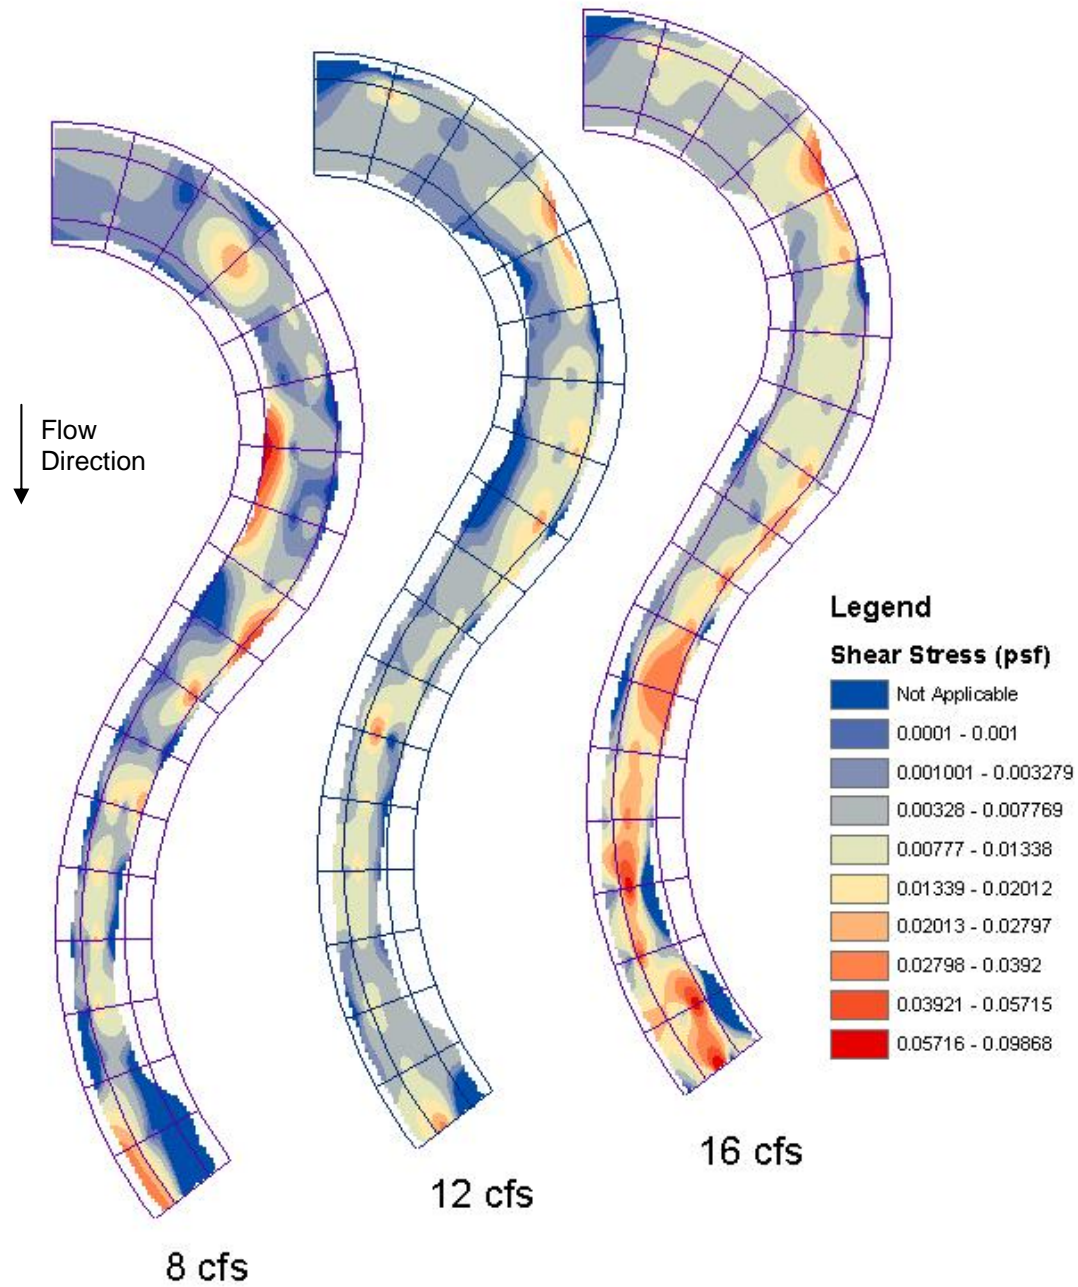 Flow
Direction
Legend
Shear Stress (psf)
Not Applicable
0.0001 - 0.001
0.001001 - 0.003279
0.00328 - 0.007769
0.00777 - 0.01338
0.01339 - 0.02012
0.02013 - 0.02797
0.02798 - 0.0392
0.03921 - 0.05715
0.05716 - 0.09868
16 cfs
12 cfs
8 cfs